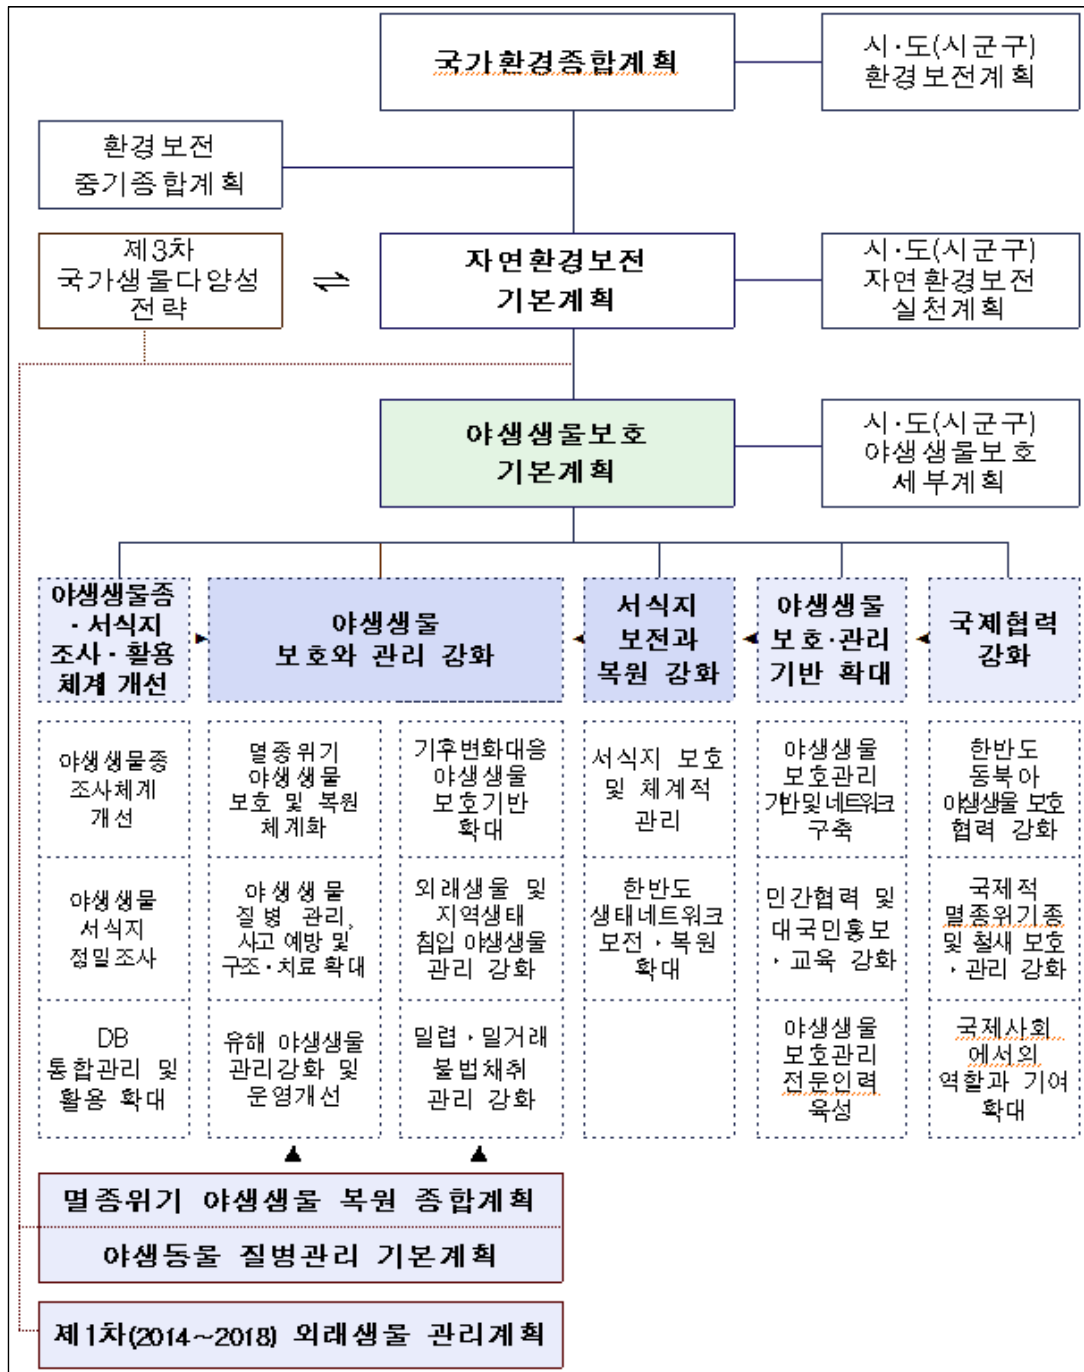 국가환경종합계획
시·도(시군구)
환경보전계획
환경보전
중기종합계획
제3차
국가생물다양성
전략
⇌
자연환경보전
기본계획
시·도(시군구)
자연환경보전
실천계획
야생생물보호
기본계획
시·도(시군구)
야생생물보호
세부계획
야생생물종
·서식지
조사·활용
체계 개선
야생생물
보호와 관리 강화
서식지
보전과
복원 강화
야생생물
보호·관리
기반 확대
국제협력
강화
야생생물종
조사체계
개선
멸종위기
야생생물
보호 및 복원
체계화
기후변화대응
야생생물
보호기반
확대
서식지 보호
및 체계적
관리
야생생물
보호관리
기반및네트워크
구축
한반도
동북아
야생생물 보호
협력 강화
야생생물
서식지
정밀조사
야생생물
질병 관리,
사고 예방 및
구조·치료 확대
외래생물 및
지역생태
침입 야생생물
관리 강화
한반도
생태네트워크
보전·복원
확대
민간협력 및
대국민홍보
·교육 강화
국제적
멸종위기종
및 철새 보호
·관리 강화
DB
통합관리 및
활용 확대
유해 야생생물
관리강화 및
운영개선
밀렵·밀거래
불법채취
관리 강화
야생생물
보호관리
전문인력
육성
국제사회
에서의
역할과 기여
확대
멸종위기 야생생물 복원 종합계획
야생동물 질병관리 기본계획
제1차(2014~2018) 외래생물 관리계획